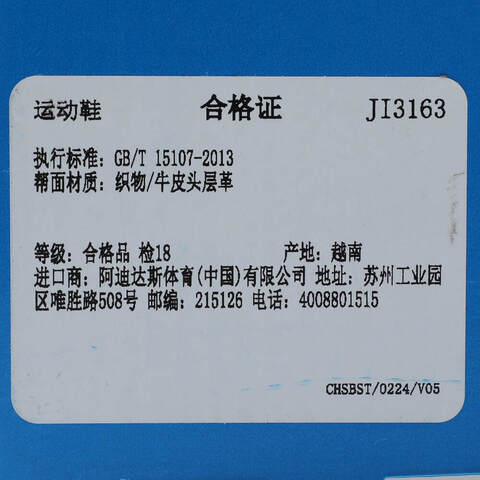 运动鞋 合格证 JI3163
执行标准: GB/T 15107-2013
帮面材质: 织物/牛皮头层革
等级: 合格品 检18 产地: 越南
进口商: 阿迪达斯体育(中国)有限公司 地址: 苏州工业园
区唯胜路508号 邮编: 215126 电话: 4008801515
CHSBST/0224/V05